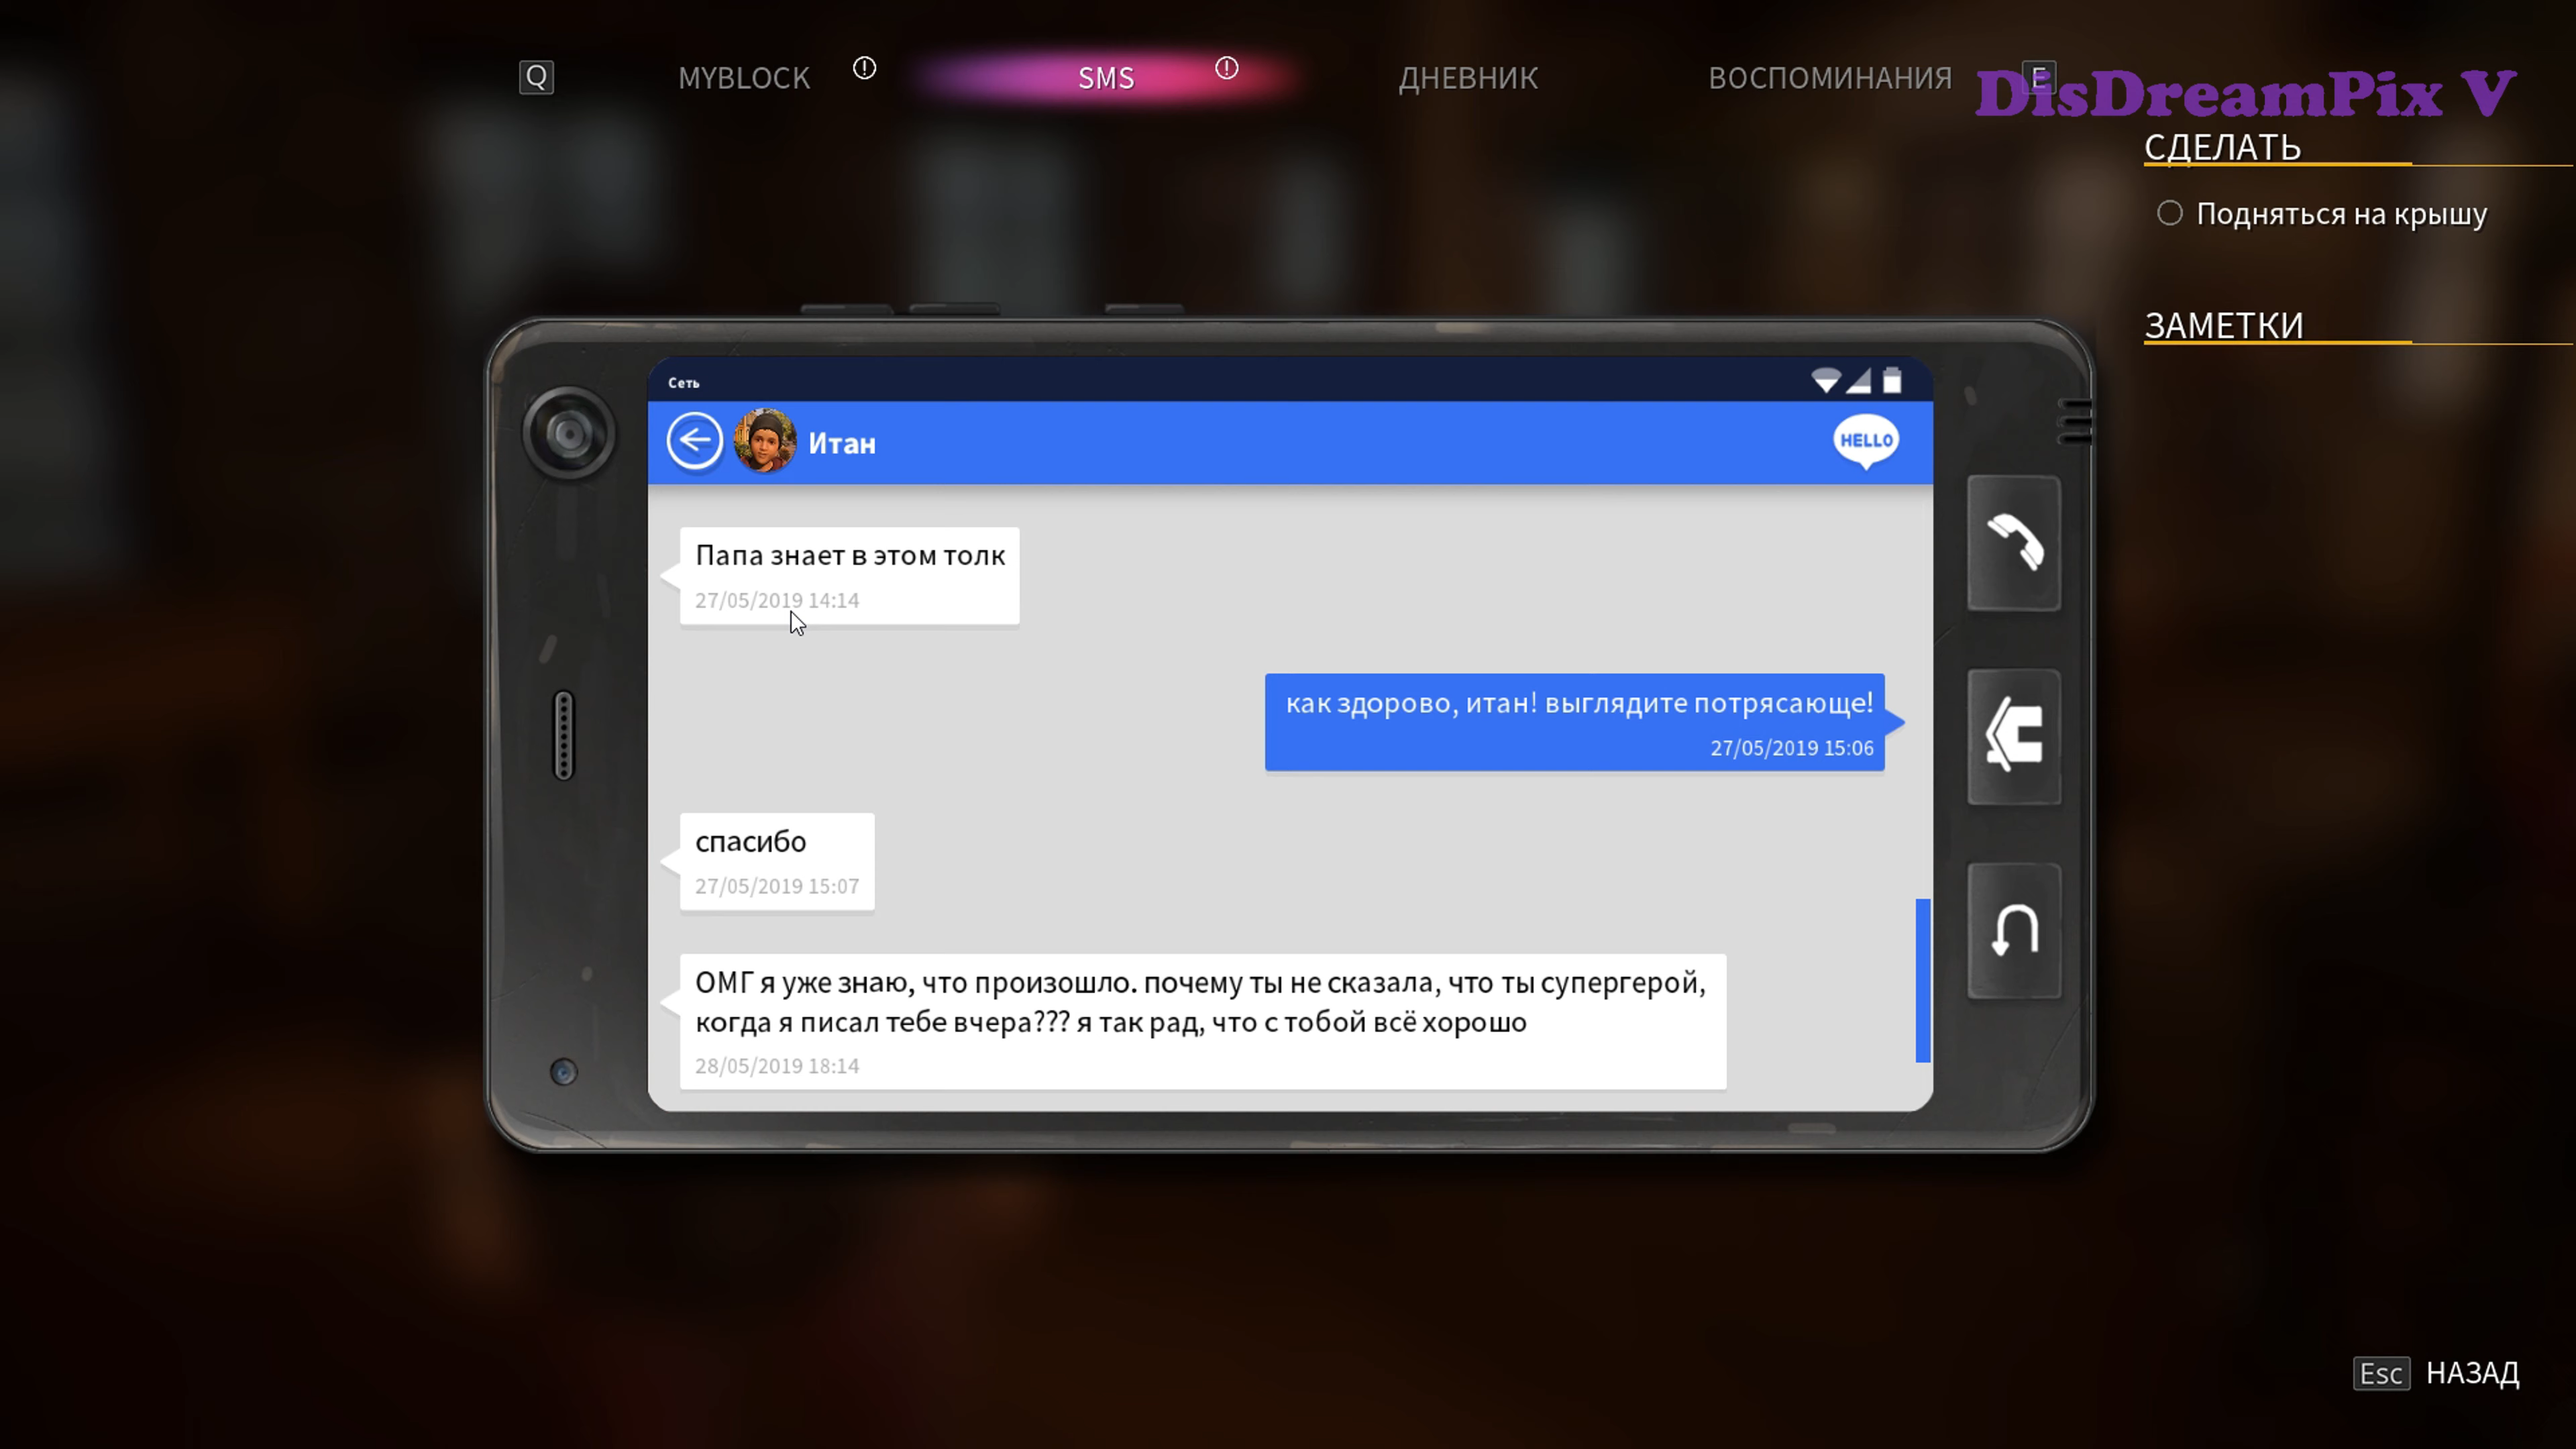 Q
MYBLOCK
SMS
ДНЕВНИК
ВОСПОМИНАНИЯ
E
DisDreamPix V
СДЕЛАТЬ
Подняться на крышу
ЗАМЕТКИ
Сеть
Итан
HELLO
Папа знает в этом толк
27/05/2019 14:14
как здорово, итан! выглядите потрясающе!
27/05/2019 15:06
спасибо
27/05/2019 15:07
ОМГ я уже знаю, что произошло. почему ты не сказала, что ты супергерой,
когда я писал тебе вчера??? я так рад, что с тобой всё хорошо
28/05/2019 18:14
Esc НАЗАД